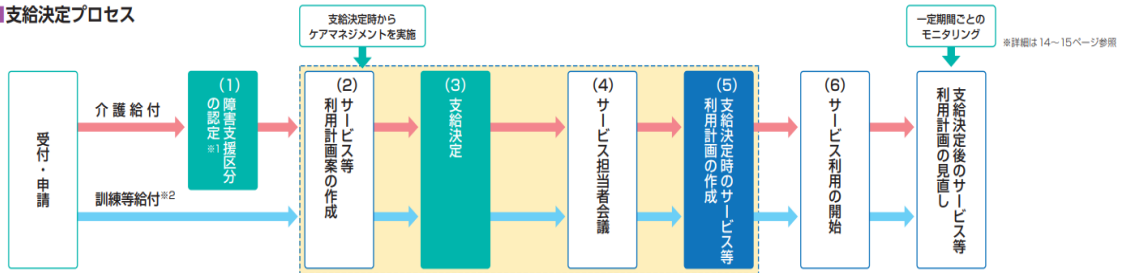 支給決定プロセス
支給決定時から
ケアマネジメントを実施
一定期間ごとの
モニタリング
※詳細は14～15ページ参照
受付・申請
介護給付
訓練等給付※2
(1)
障害支援区分
の認定※1
(2)
サービス等
利用計画案の作成
(3)
支給決定
(4)
サービス担当者会議
(5)
支給決定時のサービス等
利用計画の作成
(6)
サービス利用の開始
支給決定後のサービス等
利用計画の見直し